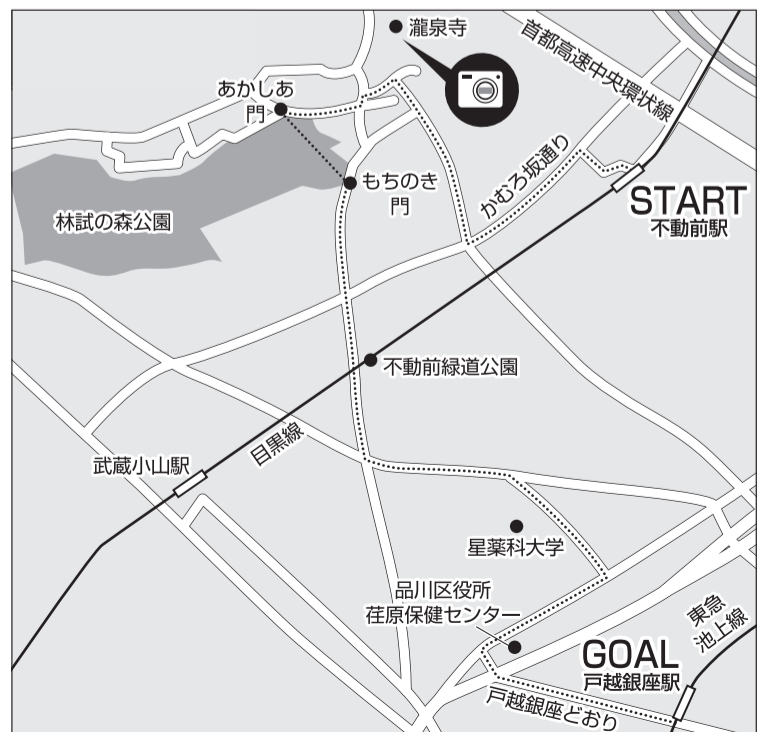 瀧泉寺
首都高速中央環状線
あかしあ
門
かむろ坂通り
もちのき
門
START
不動前駅
林試の森公園
不動前緑道公園
目黒線
武蔵小山駅
星薬科大学
品川区役所
荏原保健センター
東急
池上線
GOAL
戸越銀座駅
戸越銀座どおり